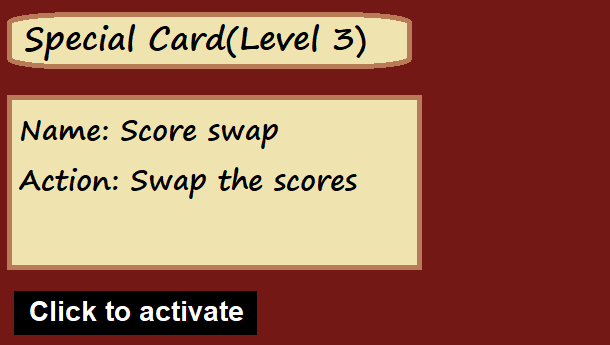 Special Card(Level 3)
Name: Score swap
Action: Swap the scores
Click to activate